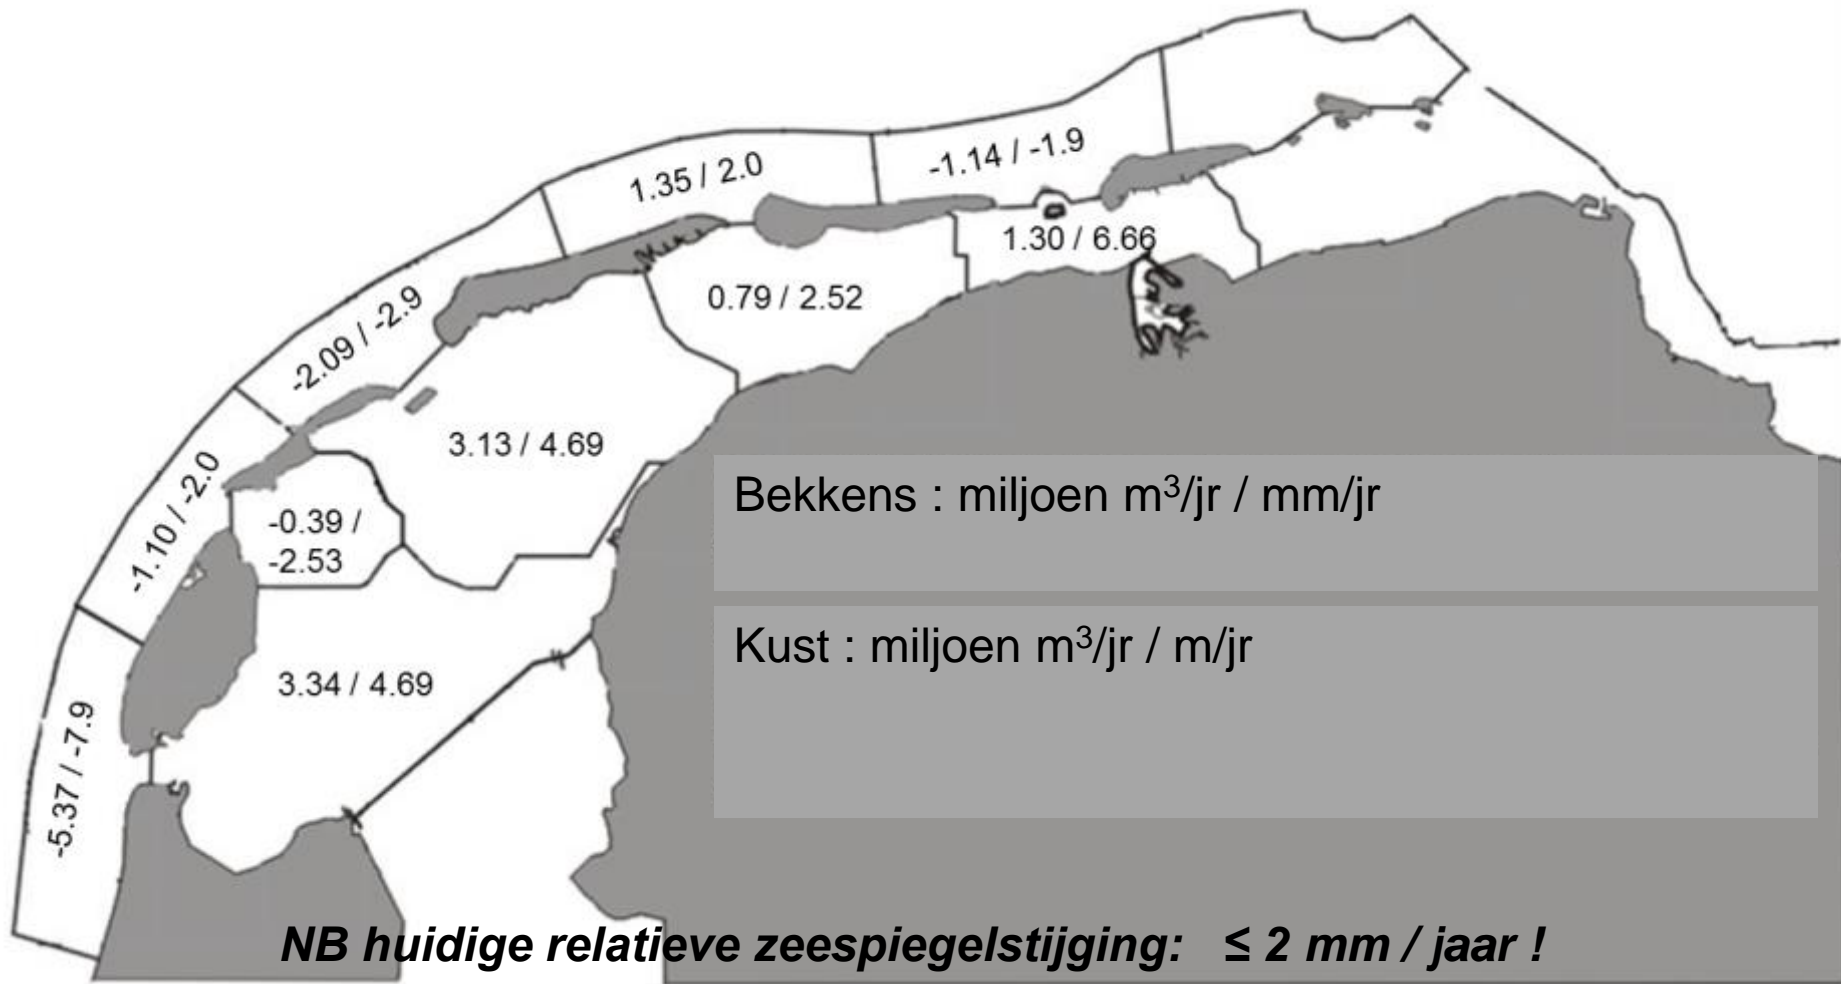 -1.14 / -1.9
1.35 / 2.0
1.30 / 6.66
0.79 / 2.52
-2.09 / -2.9
3.13 / 4.69
-1.10 / -2.0
-0.39 /
-2.53
3.34 / 4.69
-5.37 / -7.9
Bekkens : miljoen m³/jr / mm/jr
Kust : miljoen m³/jr / m/jr
NB huidige relatieve zeespiegelstijging: ≤ 2 mm / jaar !